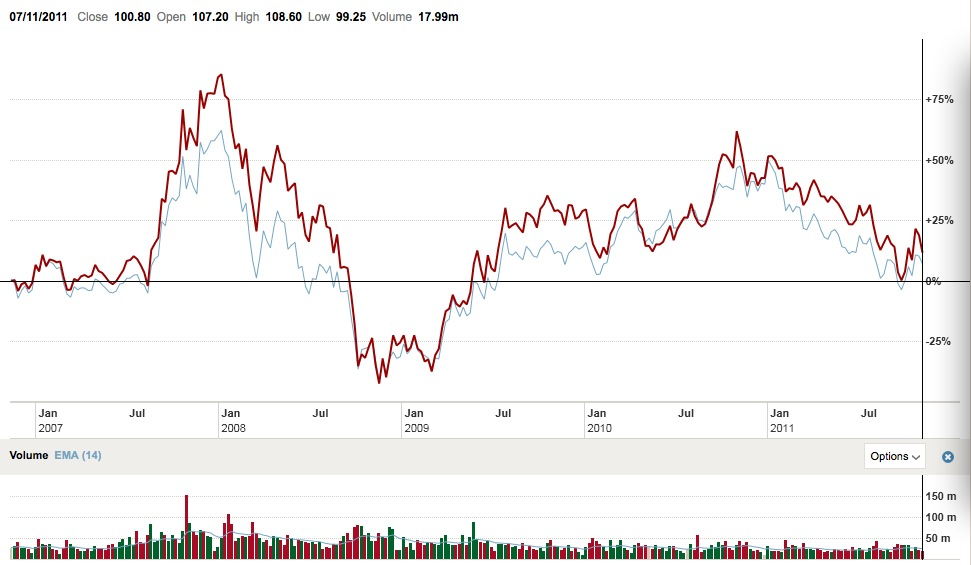 07/11/2011 Close 100.80 Open 107.20 High 108.60 Low 99.25 Volume 17.99m
+75%
+50%
+25%
0%
-25%
Jan Jul Jan Jul Jan Jul Jan Jul Jan Jul
2007 2008 2009 2010 2011
Volume EMA (14) Options
150 m
100 m
50 m